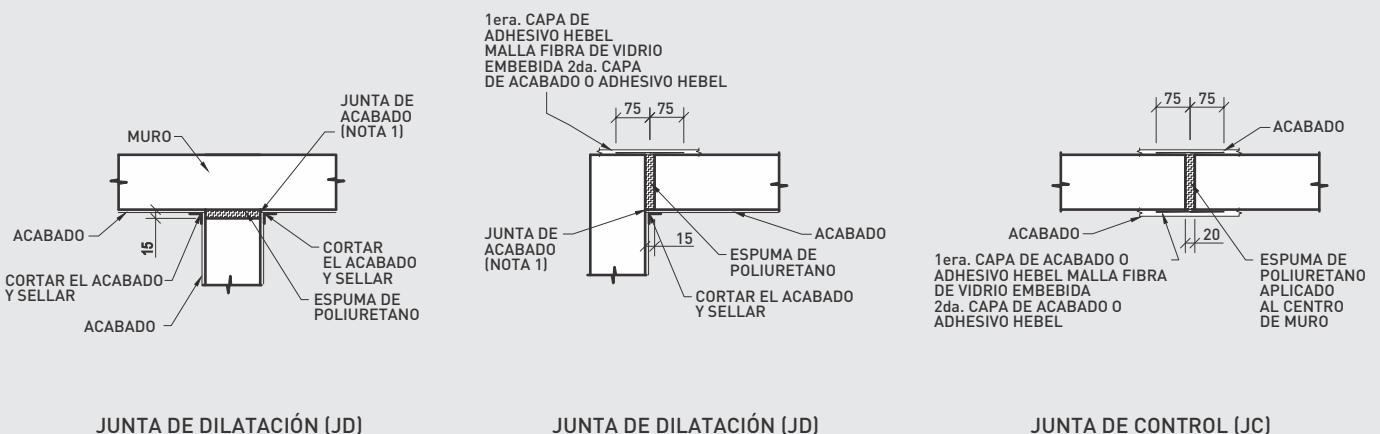 JUNTA DE
ACABADO
(NOTA 1)
MURO
ACABADO
15
CORTAR EL ACABADO
Y SELLAR
ACABADO
CORTAR
EL ACABADO
Y SELLAR
ESPUMA DE
POLIURETANO
JUNTA DE DILATACIÓN (JD)
1era. CAPA DE
ADHESIVO HEBEL
MALLA FIBRA DE VIDRIO
EMBEBIDA 2da. CAPA
DE ACABADO O ADHESIVO HEBEL
75 75
JUNTA DE
ACABADO
(NOTA 1)
15
ACABADO
ESPUMA DE
POLIURETANO
CORTAR EL ACABADO
Y SELLAR
JUNTA DE DILATACIÓN (JD)
75 75
ACABADO
ACABADO
20
1era. CAPA DE ACABADO O
ADHESIVO HEBEL MALLA FIBRA
DE VIDRIO EMBEBIDA
2da. CAPA DE ACABADO O
ADHESIVO HEBEL
ESPUMA DE
POLIURETANO
APLICADO
AL CENTRO
DE MURO
JUNTA DE CONTROL (JC)